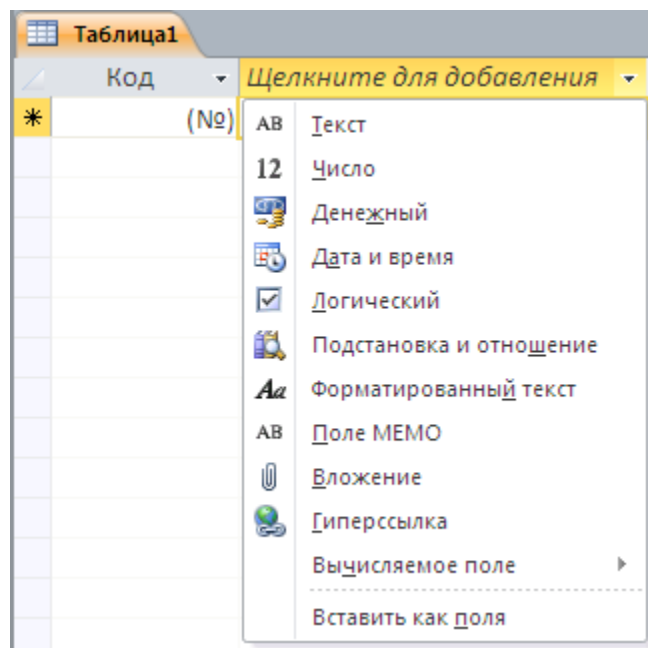 Таблица1
Код Щелкните для добавления
(№)
AB Текст
12 Число
Денежный
Дата и время
Логический
Подстановка и отношение
Aa Форматированный текст
AB Поле МЕМО
Вложение
Гиперссылка
Вычисляемое поле
Вставить как поля